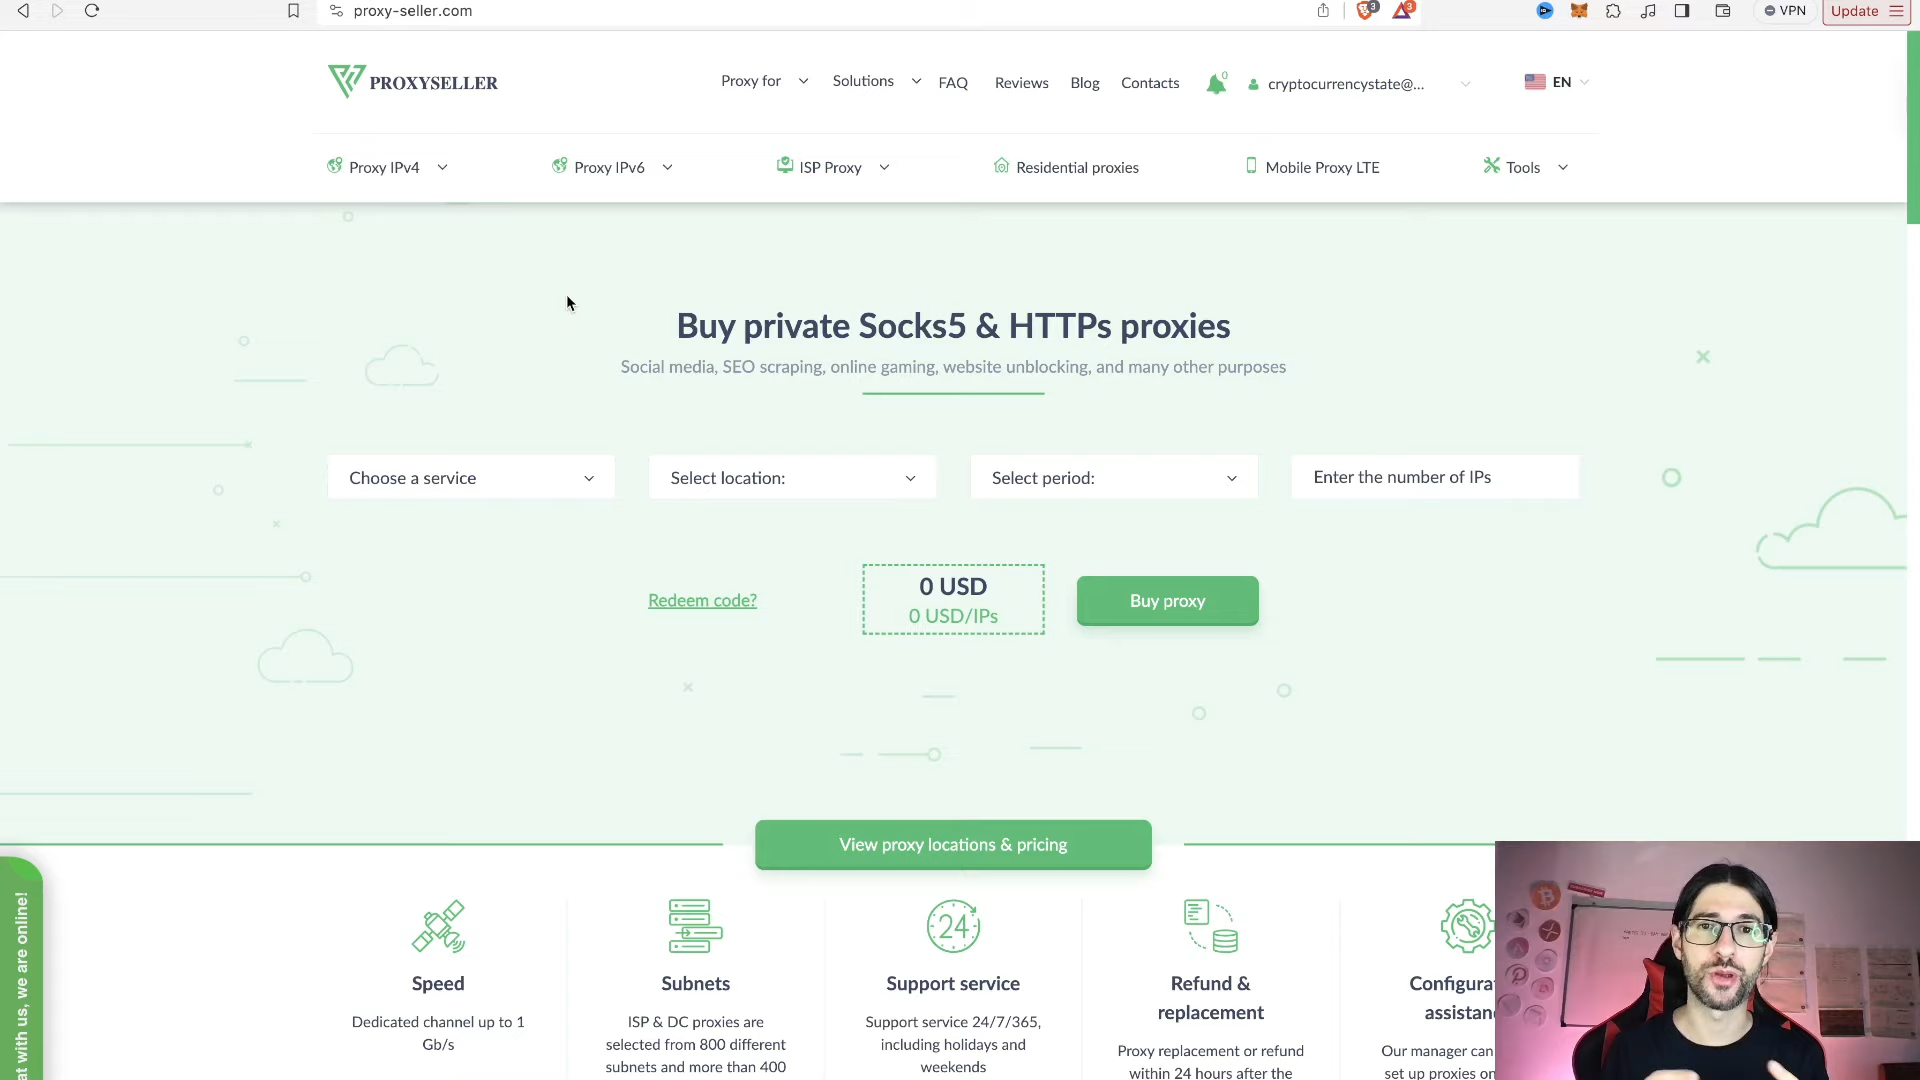 proxy-seller.com
3
3
VPN
Update
PROXYSELLER
Proxy for
Solutions
FAQ
Reviews
Blog
Contacts
0
cryptocurrencystate@...
EN
Proxy IPv4
Proxy IPv6
ISP Proxy
Residential proxies
Mobile Proxy LTE
Tools
Buy private Socks5 & HTTPs proxies
Social media, SEO scraping, online gaming, website unblocking, and many other purposes
Choose a service
Select location:
Select period:
Enter the number of IPs
Redeem code?
0 USD
0 USD/IPs
Buy proxy
View proxy locations & pricing
at with us, we are online!
Speed
Dedicated channel up to 1
Gb/s
Subnets
ISP & DC proxies are
selected from 800 different
subnets and more than 400
24
Support service
Support service 24/7/365,
including holidays and
weekends
Refund &
replacement
Proxy replacement or refund
within 24 hours after the
Configura
assistan
Our manager can
set up proxies on